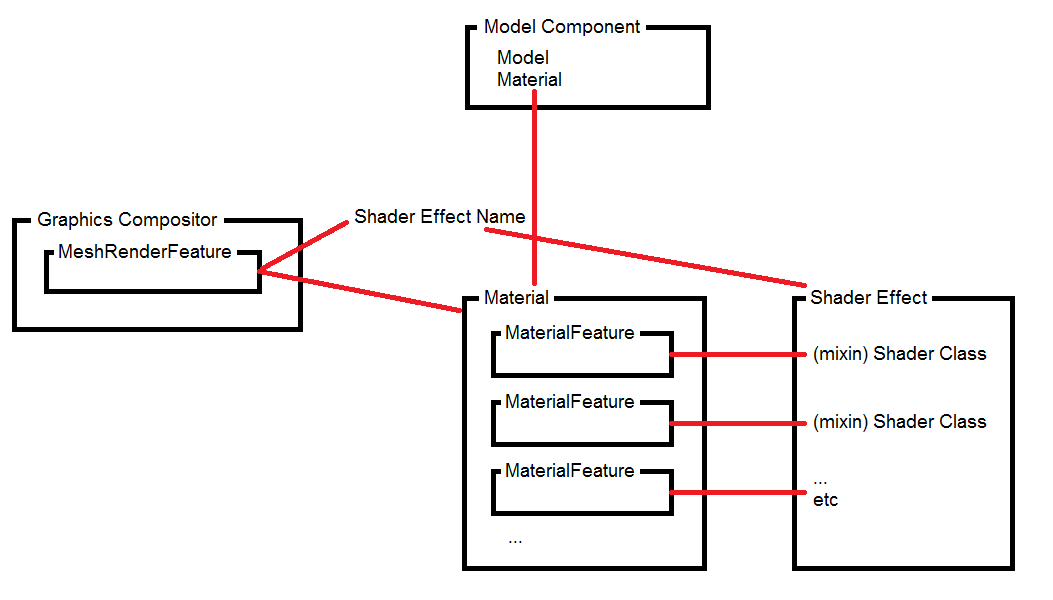 Model Component
Model
Material
Shader Effect Name
Graphics Compositor
MeshRenderFeature
Material
MaterialFeature
MaterialFeature
MaterialFeature
...
Shader Effect
(mixin) Shader Class
(mixin) Shader Class
...
etc